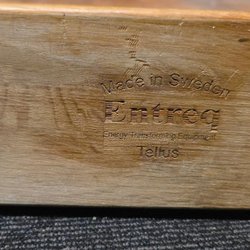 Made in Sweden
Entreq
Energy Transforming Equipment
Tellus